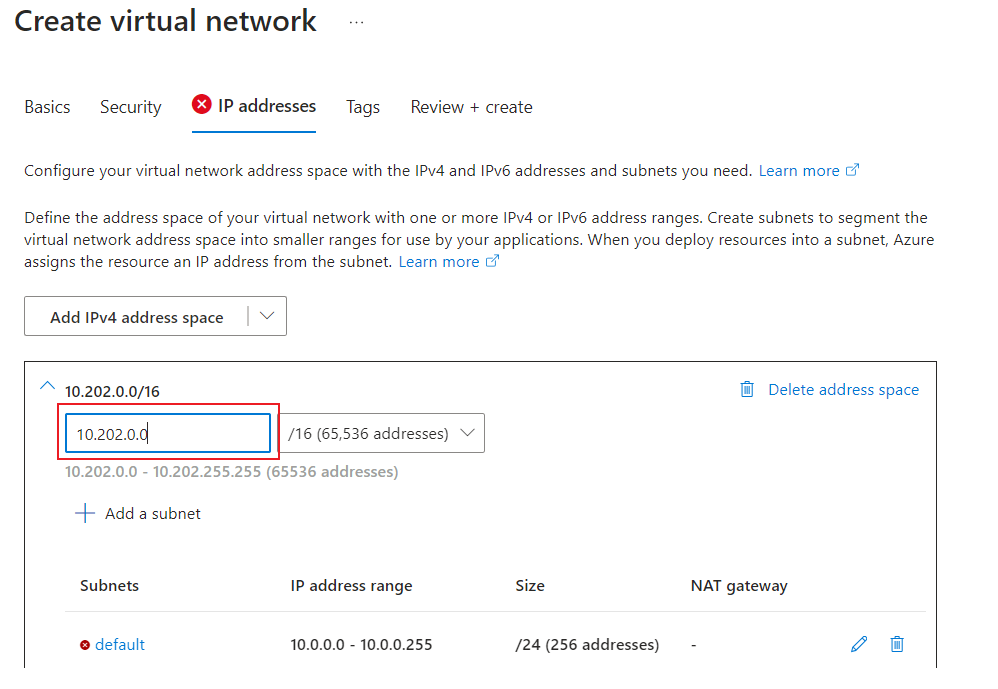 Create virtual network ...
Basics Security IP addresses Tags Review + create
Configure your virtual network address space with the IPv4 and IPv6 addresses and subnets you need. Learn more
Define the address space of your virtual network with one or more IPv4 or IPv6 address ranges. Create subnets to segment the
virtual network address space into smaller ranges for use by your applications. When you deploy resources into a subnet, Azure
assigns the resource an IP address from the subnet. Learn more
Add IPv4 address space
10.202.0.0/16 Delete address space
10.202.0.0 /16 (65,536 addresses)
10.202.0.0 - 10.202.255.255 (65536 addresses)
Add a subnet
Subnets IP address range Size NAT gateway
default 10.0.0.0 - 10.0.0.255 /24 (256 addresses) -